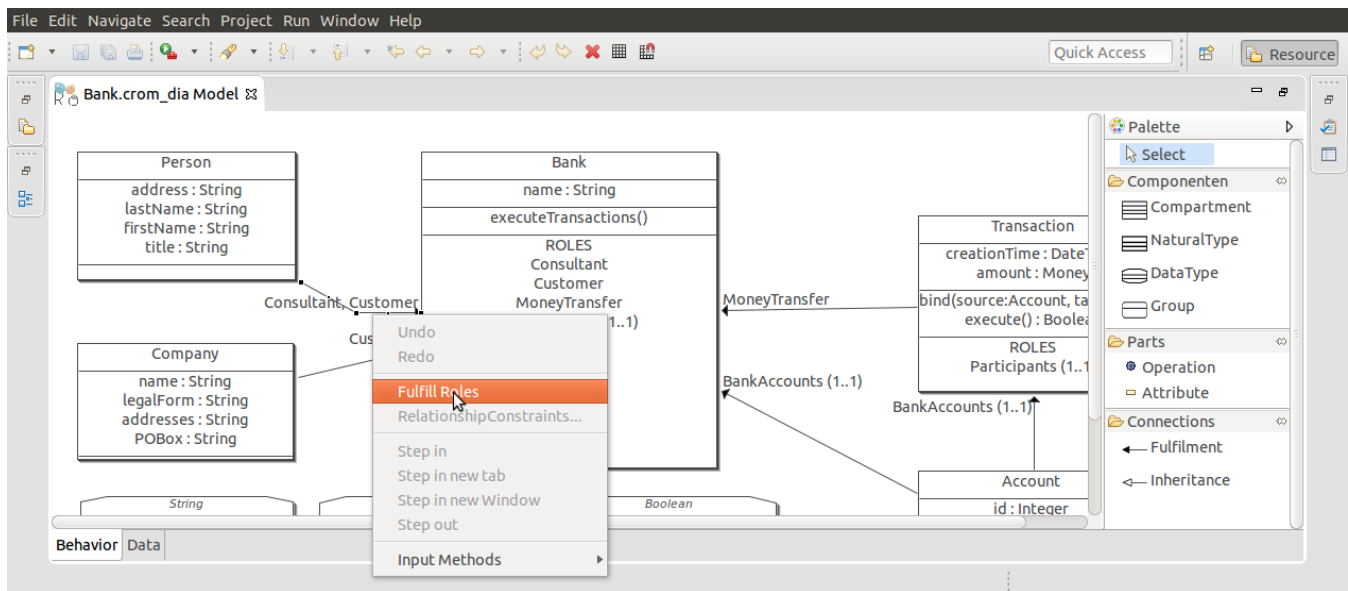 File Edit Navigate Search Project Run Window Help
Quick Access
Resource
Bank.crom_dia Model
Person
address : String
lastName : String
firstName : String
title : String
Bank
name : String
executeTransactions()
ROLES
Consultant
Customer
MoneyTransfer
1..1)
Consultant, Customer
Cus
Company
name : String
legalForm : String
addresses : String
POBox : String
MoneyTransfer
BankAccounts (1..1)
Transaction
creationTime : DateT
amount : Money
bind(source:Account, ta
execute() : Boolea
ROLES
Participants (1..1
BankAccounts (1..1)
Account
id : Integer
String
Boolean
Undo
Redo
Fulfill Roles
RelationshipConstraints...
Step in
Step in new tab
Step in new Window
Step out
Input Methods
Palette
Select
Componenten
Compartment
NaturalType
DataType
Group
Parts
Operation
Attribute
Connections
Fulfilment
Inheritance
Behavior Data